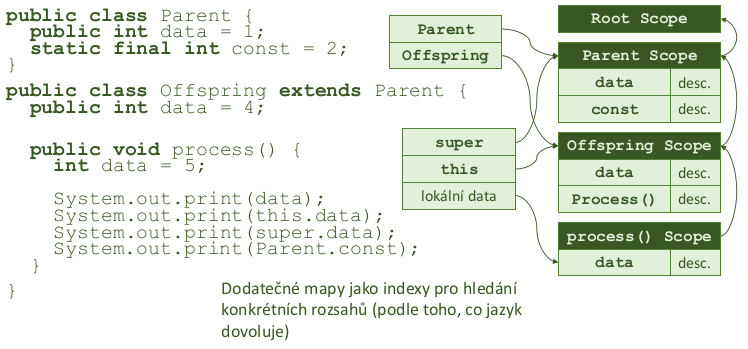 public class Parent {
public int data = 1;
static final int const = 2;
}
public class Offspring extends Parent {
public int data = 4;
public void process() {
int data = 5;
System.out.print(data);
System.out.print(this.data);
System.out.print(super.data);
System.out.print(Parent.const);
}
}
Parent
Offspring
super
this
lokální data
Root Scope
Parent Scope
data desc.
const desc.
Offspring Scope
data desc.
Process() desc.
process() Scope
data desc.
Dodatečné mapy jako indexy pro hledání
konkrétních rozsahů (podle toho, co jazyk
dovoluje)